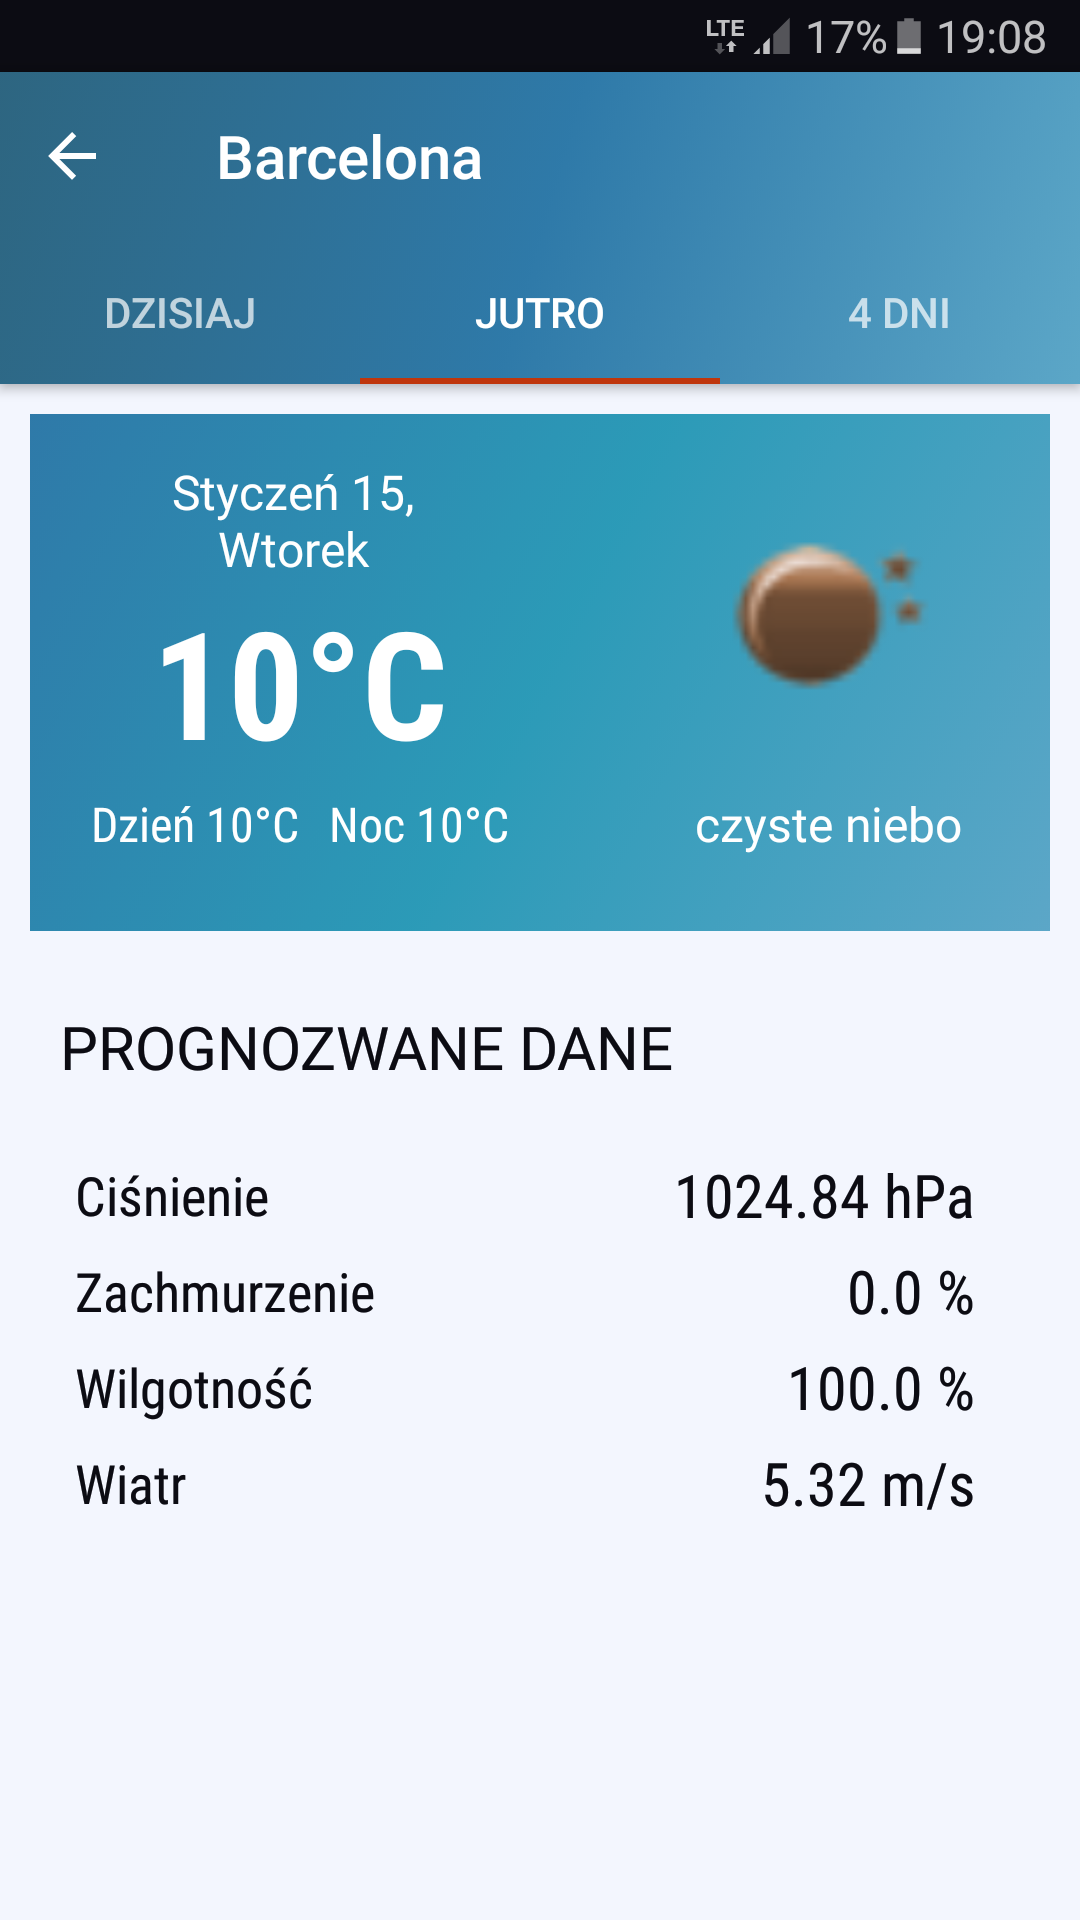 LTE 17% 19:08
Barcelona
DZISIAJ JUTRO 4 DNI
Styczeń 15,
Wtorek
10°C
Dzień 10°C Noc 10°C czyste niebo
PROGNOZWANE DANE
Ciśnienie 1024.84 hPa
Zachmurzenie 0.0 %
Wilgotność 100.0 %
Wiatr 5.32 m/s